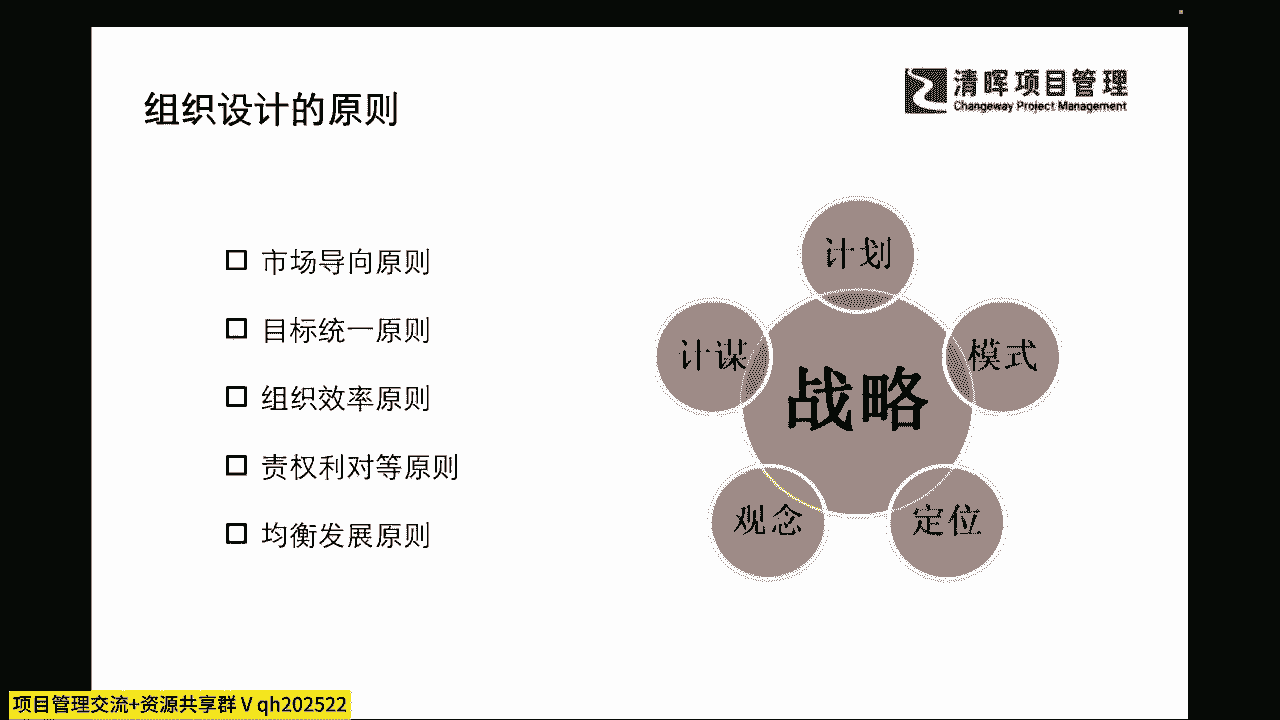 清晖项目管理
Changeway Project Management
组织设计的原则
市场导向原则
目标统一原则
组织效率原则
责权利对等原则
均衡发展原则
计划
计谋
模式
战略
观念
定位
项目管理交流+资源共享群 V qh202522